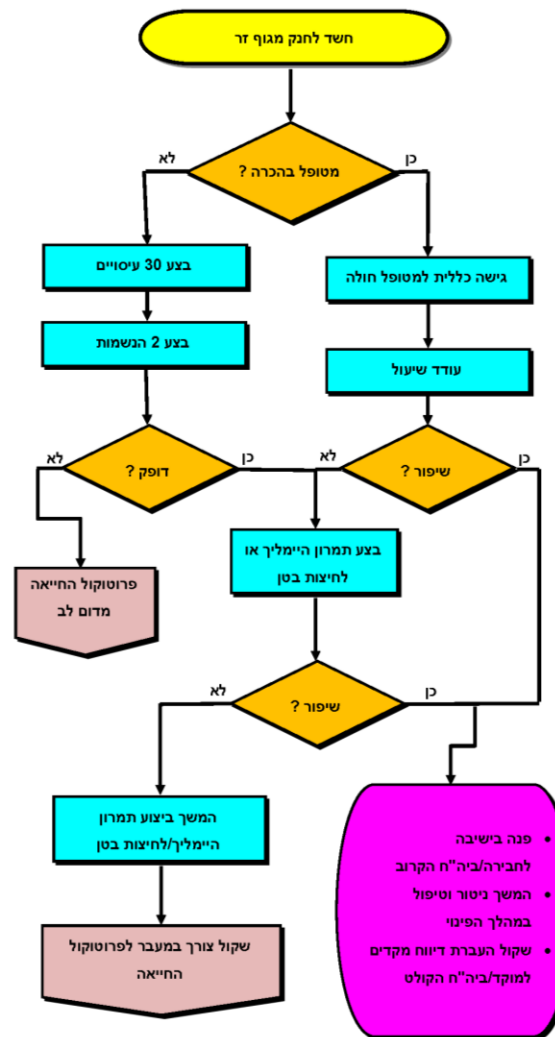 חשד לחנק מגוף זר
מטופל בהכרה ?
לא
כן
בצע 30 עיסויים
גישה כללית למטופל חולה
בצע 2 הנשמות
עודד שיעול
דופק ?
לא
כן
שיפור ?
לא
כן
פרוטוקול החייאה
מדום לב
בצע תמרון היימליך או
לחיצות בטן
שיפור ?
לא
כן
המשך ביצוע תמרון
היימליך/לחיצות בטן
שקול צורך במעבר לפרוטוקול
החייאה
• פנה בישיבה
לחבירה/ביה"ח הקרוב
• המשך ניטור וטיפול
במהלך הפינוי
• שקול העברת דיווח מקדים
למוקד/ביה"ח הקולט